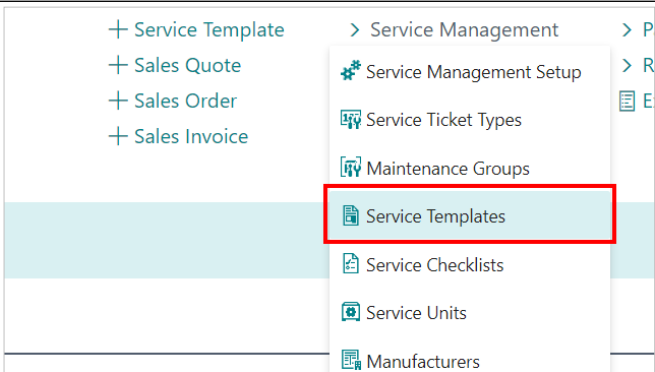 + Service Template
+ Sales Quote
+ Sales Order
+ Sales Invoice
> Service Management
Service Management Setup
Service Ticket Types
Maintenance Groups
Service Templates
Service Checklists
Service Units
Manufacturers
> P
> R
E